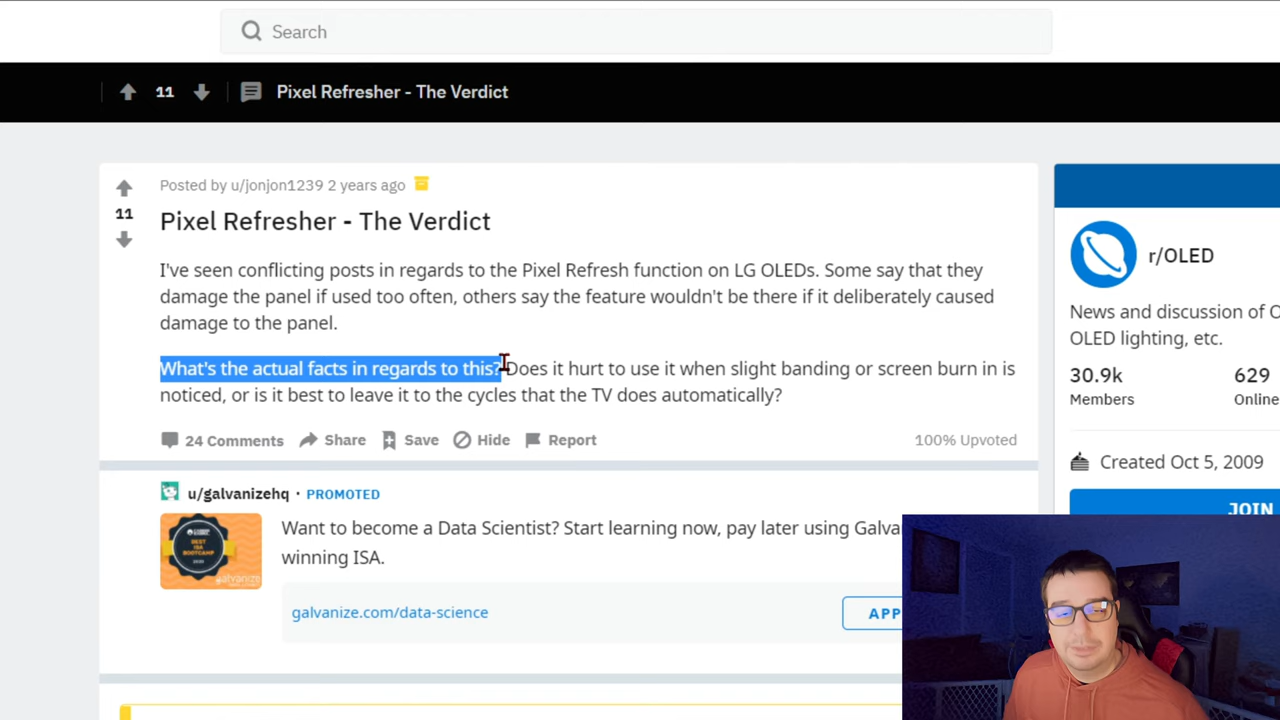 Search
11
Pixel Refresher - The Verdict
Posted by u/jonjon1239 2 years ago
11
Pixel Refresher - The Verdict
I've seen conflicting posts in regards to the Pixel Refresh function on LG OLEDs. Some say that they
damage the panel if used too often, others say the feature wouldn't be there if it deliberately caused
damage to the panel.
What's the actual facts in regards to this? Does it hurt to use it when slight banding or screen burn in is
noticed, or is it best to leave it to the cycles that the TV does automatically?
24 Comments
Share
Save
Hide
Report
100% Upvoted
u/galvanizehq · PROMOTED
Want to become a Data Scientist? Start learning now, pay later using Galva
winning ISA.
galvanize.com/data-science
APP
r/OLED
News and discussion of O
OLED lighting, etc.
30.9k
629
Members
Online
Created Oct 5, 2009
JOIN